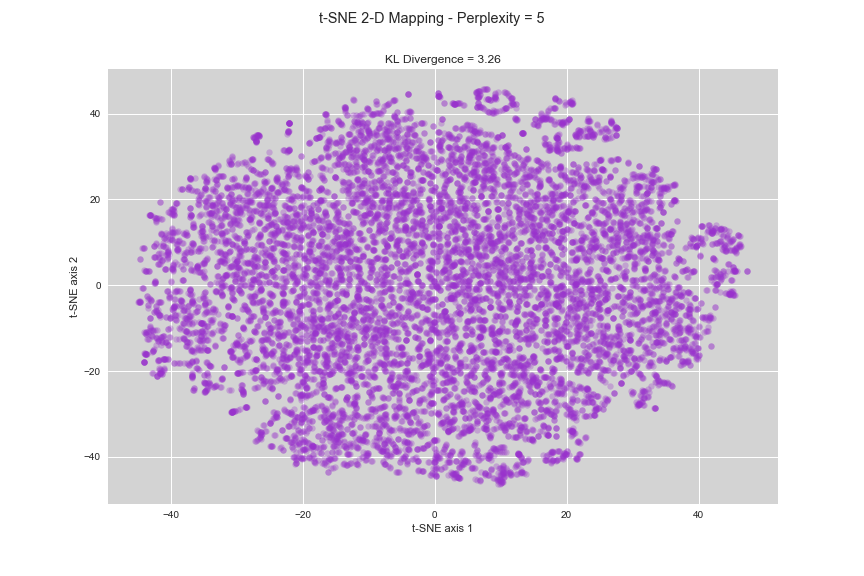 t-SNE 2-D Mapping - Perplexity = 5
KL Divergence = 3.26
40
20
0
−20
−40
t-SNE axis 2
−40
−20
0
20
40
t-SNE axis 1